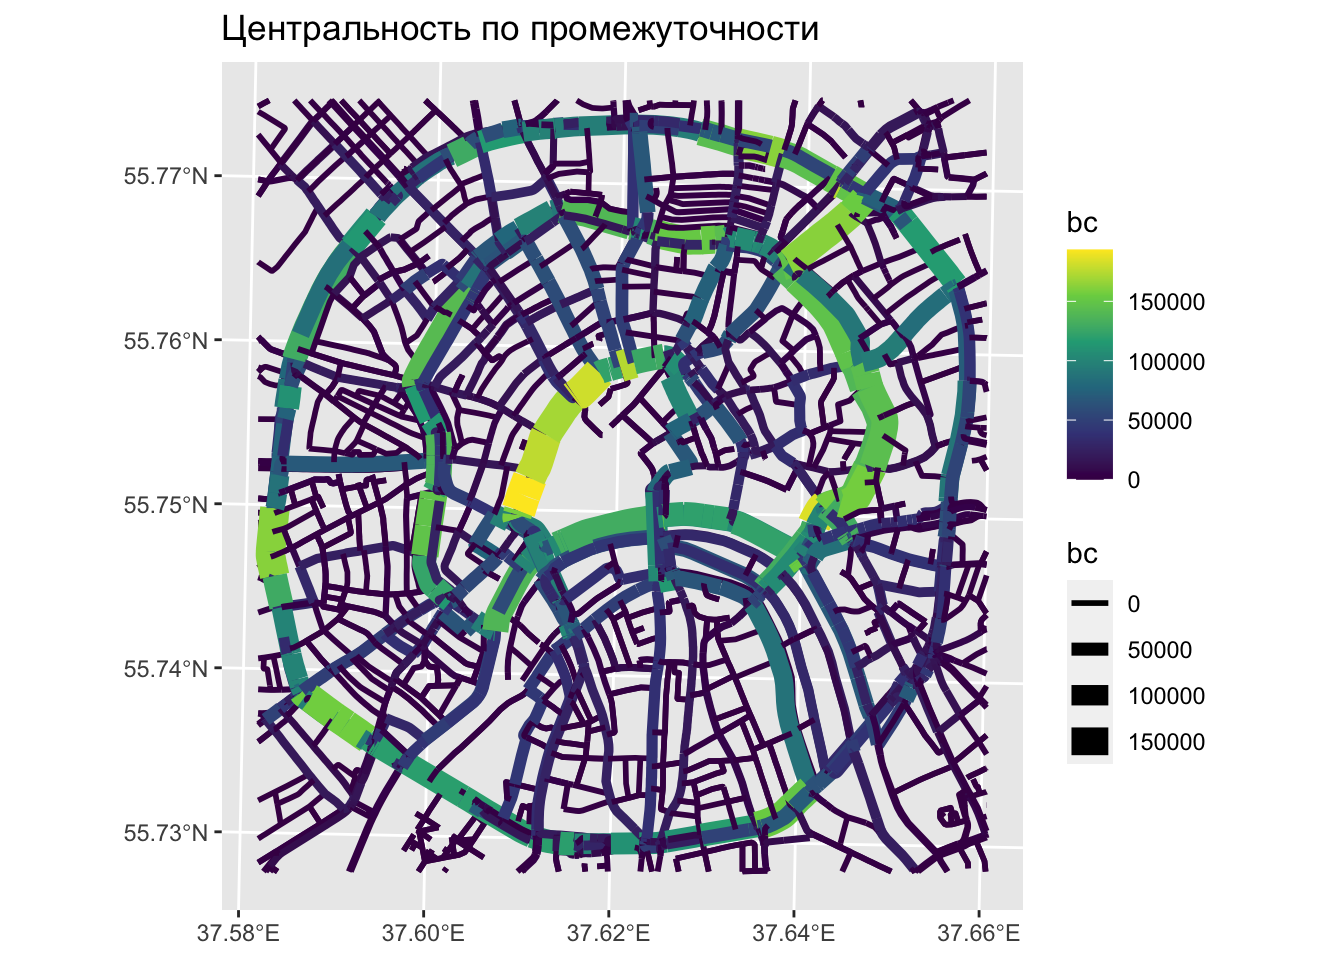 Центральность по промежуточности
55.77°N
55.76°N
55.75°N
55.74°N
55.73°N
37.58°E
37.60°E
37.62°E
37.64°E
37.66°E
bc
150000
100000
50000
0
bc
0
50000
100000
150000